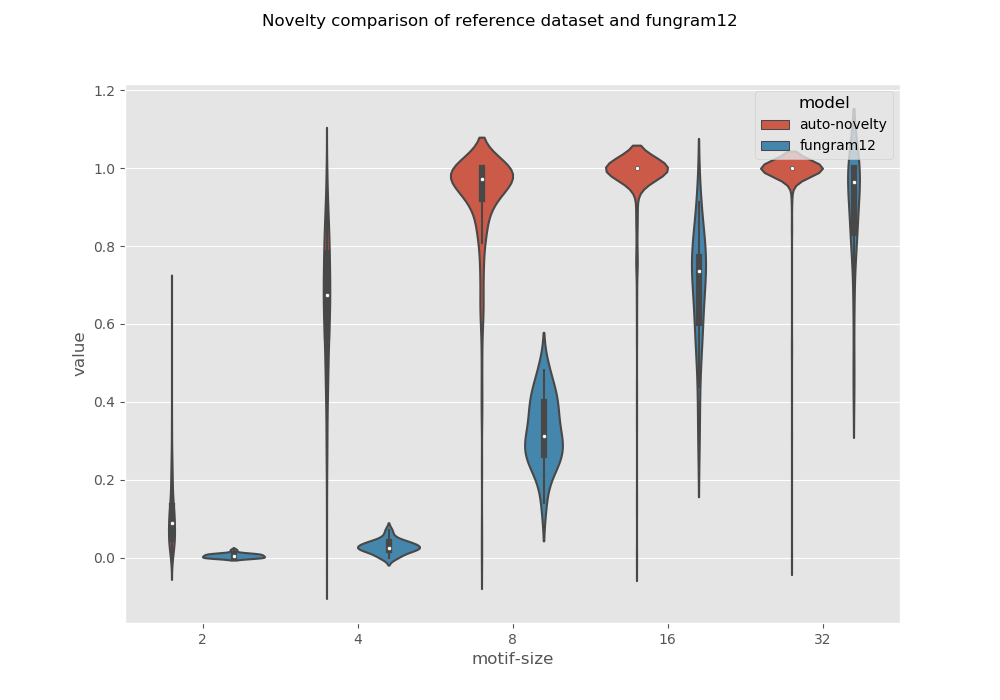 Novelty comparison of reference dataset and fungram12
model
auto-novelty
fungram12
1.2
1.0
0.8
0.6
0.4
0.2
0.0
value
2 4 8 16 32
motif-size